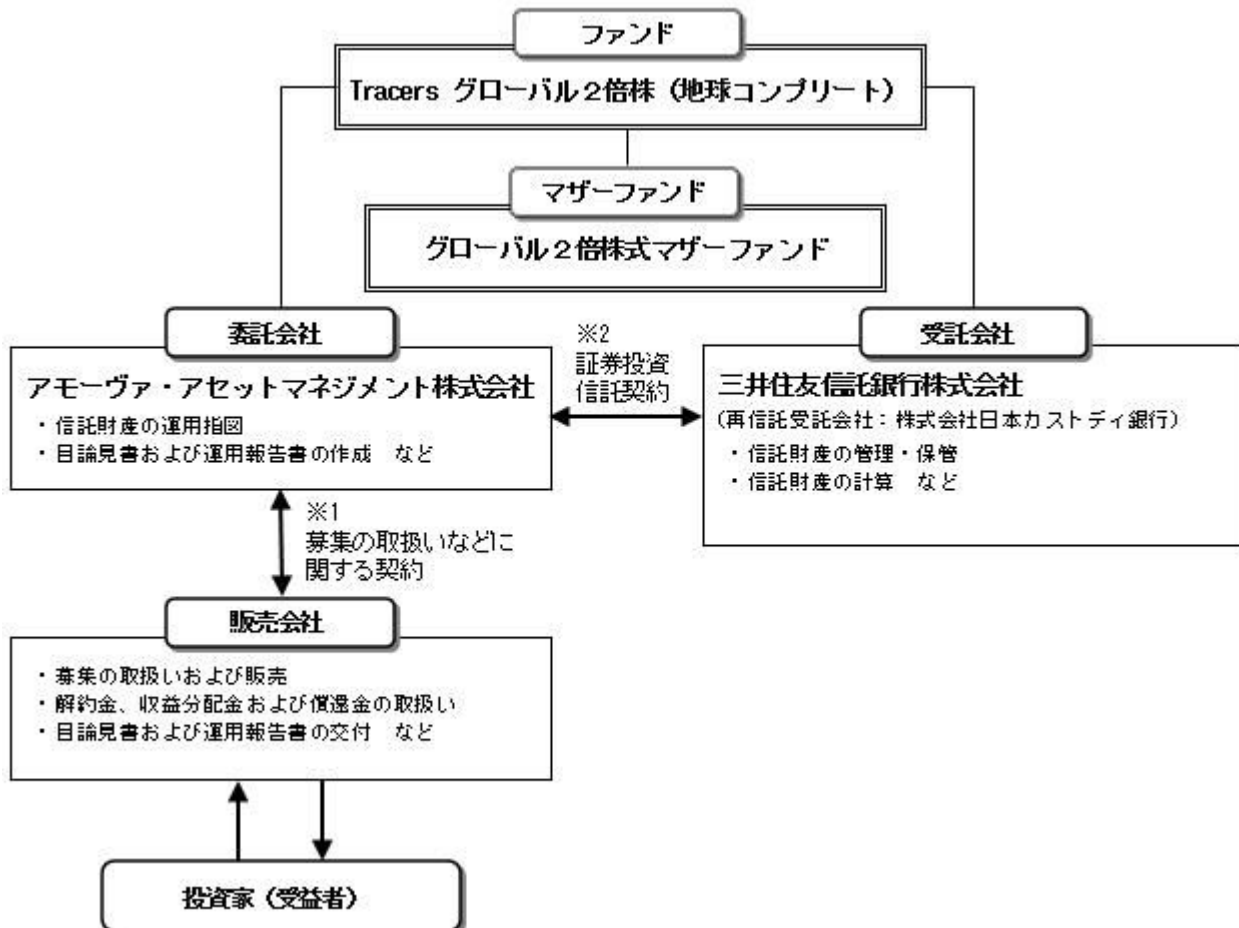 ファンド
Tracers グローバル2倍株（地球コンプリート）
マザーファンド
グローバル2倍株式マザーファンド
委託会社
アモーヴァ・アセットマネジメント株式会社
・信託財産の運用指図
・目論見書および運用報告書の作成　など
※2
証券投資
信託契約
受託会社
三井住友信託銀行株式会社
（再信託受託会社：株式会社日本カストディ銀行）
・信託財産の管理・保管
・信託財産の計算　など
※1
募集の取扱いなどに
関する契約
販売会社
・募集の取扱いおよび販売
・解約金、収益分配金および償還金の取扱い
・目論見書および運用報告書の交付　など
投資家（受益者）